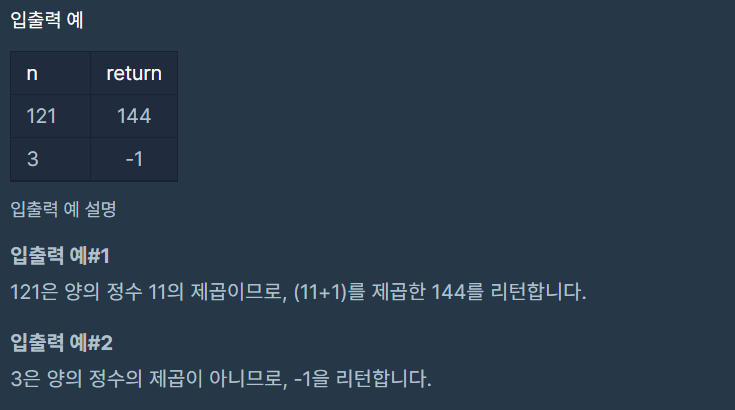 입출력 예
n return
121 144
3 -1
입출력 예 설명
입출력 예#1
121은 양의 정수 11의 제곱이므로, (11+1)를 제곱한 144를 리턴합니다.
입출력 예#2
3은 양의 정수의 제곱이 아니므로, -1을 리턴합니다.